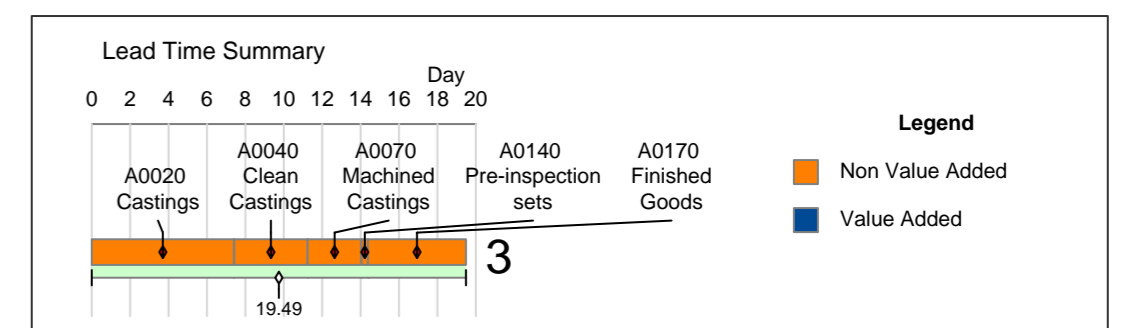 Lead Time Summary
Day
0 2 4 6 8 10 12 14 16 18 20
A0020
Castings
A0040
Clean
Castings
A0070
Machined
Castings
A0140
Pre-inspection
sets
A0170
Finished
Goods
3
19.49
Legend
Non Value Added
Value Added